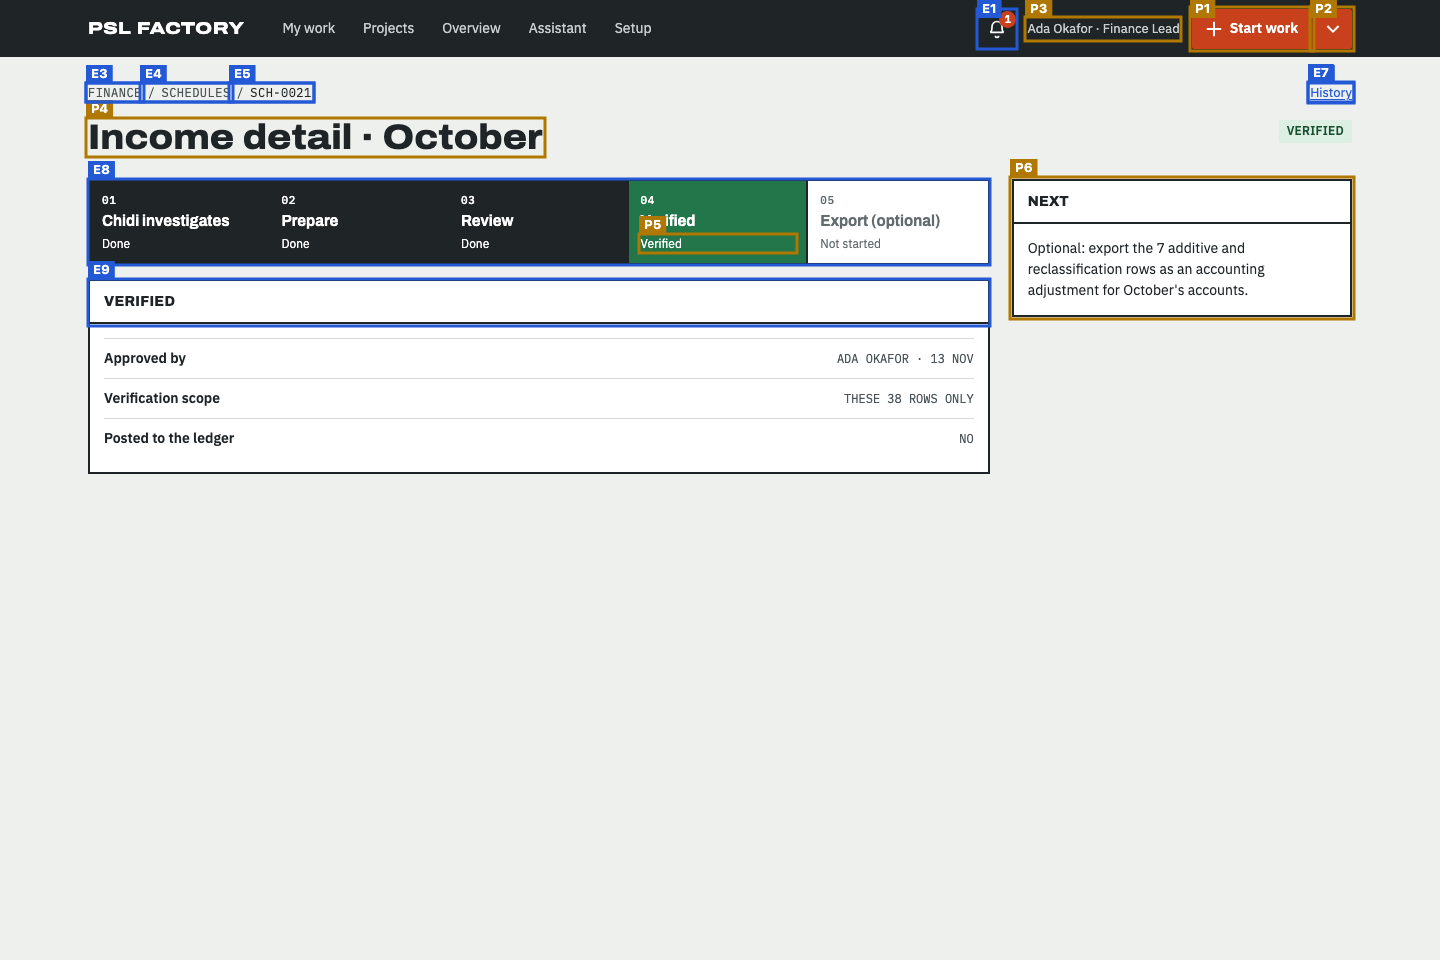 PSL FACTORY
My work
Projects
Overview
Assistant
Setup
E1
1
P3
Ada Okafor · Finance Lead
P1
Start work
P2
E3
E4
E5
FINANCE / SCHEDULES / SCH-0021
E7
History
P4
Income detail · October
VERIFIED
E8
01
Chidi investigates
Done
02
Prepare
Done
03
Review
Done
04
P5
Verified
05
Export (optional)
Not started
P6
NEXT
Optional: export the 7 additive and
reclassification rows as an accounting
adjustment for October's accounts.
E9
VERIFIED
Approved by
ADA OKAFOR · 13 NOV
Verification scope
THESE 38 ROWS ONLY
Posted to the ledger
NO